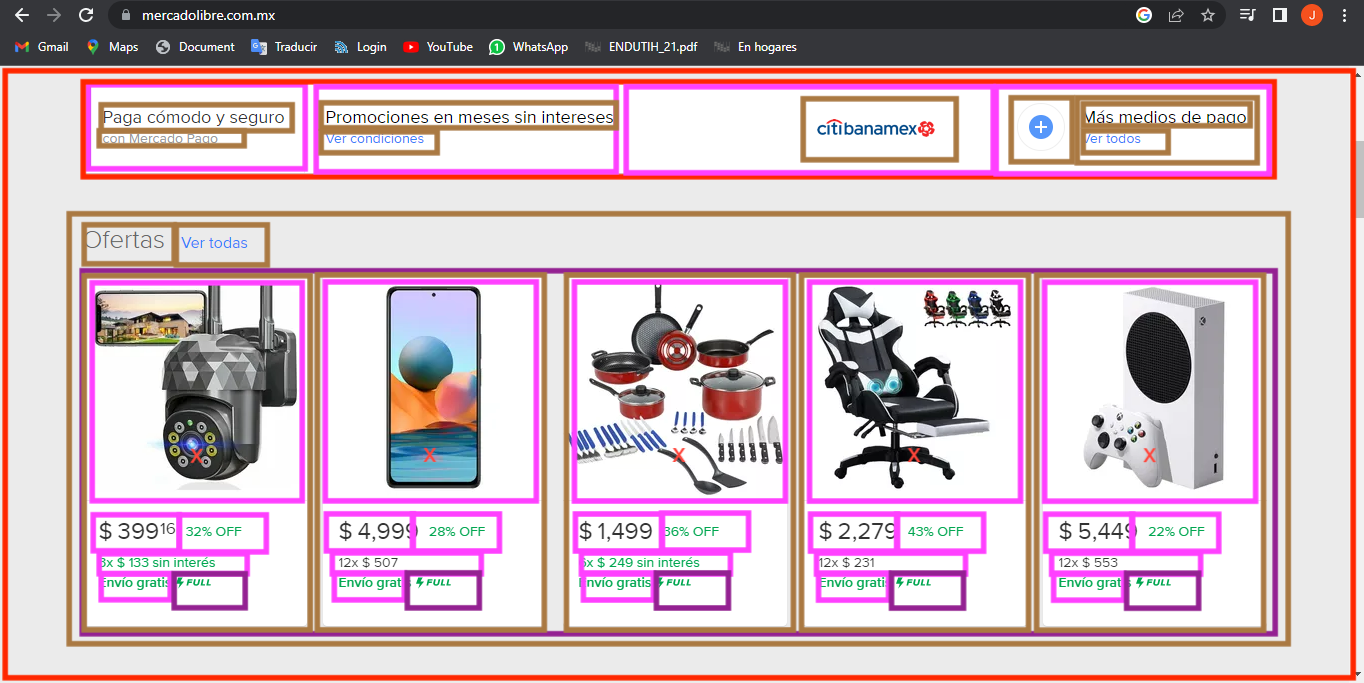 mercadolibre.com.mx
J
Gmail Maps Document Traducir Login YouTube WhatsApp ENDUTIH_21.pdf En hogares
Paga cómodo y seguro
con Mercado Pago
Promociones en meses sin intereses
Ver condiciones
citibanamex
Más medios de pago
Ver todos
Ofertas Ver todas
X X X X X
$ 399 16 32% OFF
3x $ 133 sin interés
Envío gratis FULL
$ 4,999 28% OFF
12x $ 507
Envío gratis FULL
$ 1,499 36% OFF
6x $ 249 sin interés
Envío gratis FULL
$ 2,279 43% OFF
12x $ 231
Envío gratis FULL
$ 5,449 22% OFF
12x $ 553
Envío gratis FULL